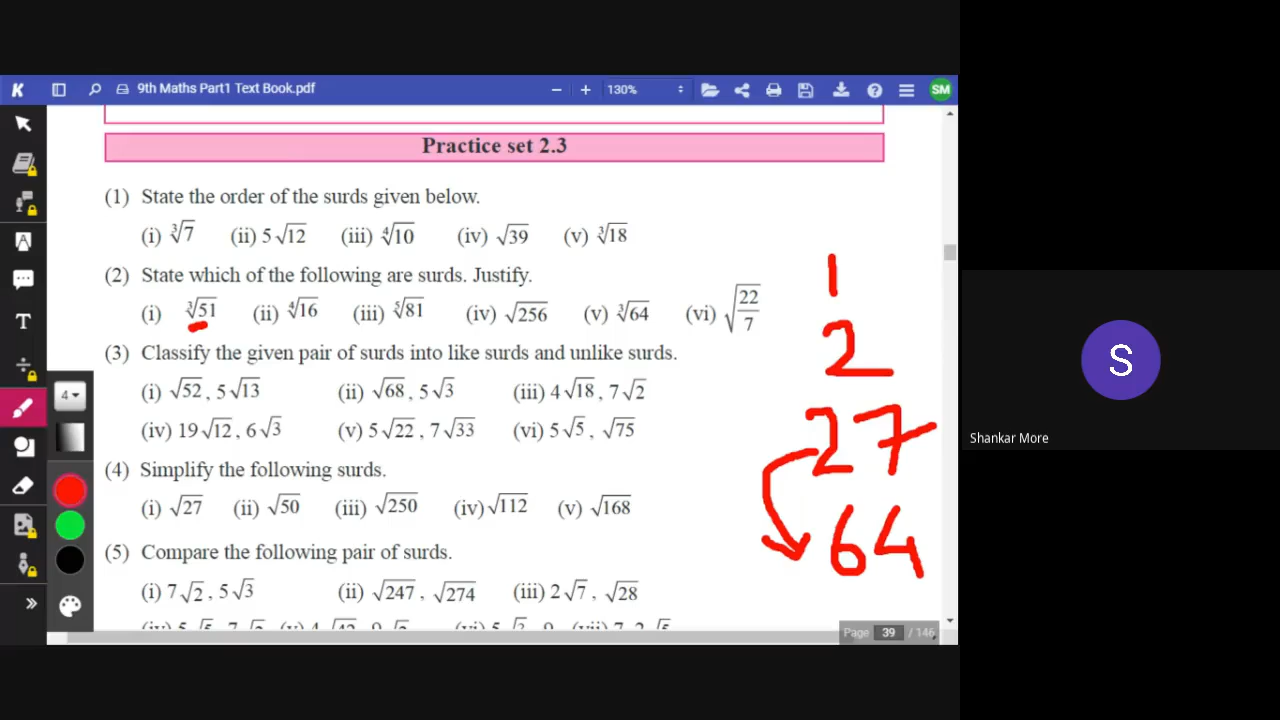 K 9th Maths Part1 Text Book.pdf 130% SM
Practice set 2.3
(1) State the order of the surds given below.
(i) ∛7 (ii) 5√12 (iii) ∜10 (iv) √39 (v) ∛18
(2) State which of the following are surds. Justify.
(i) ∛51 (ii) ∜16 (iii) ⁵√81 (iv) √256 (v) ∛64 (vi) √22/7
(3) Classify the given pair of surds into like surds and unlike surds.
(i) √52, 5√13 (ii) √68, 5√3 (iii) 4√18, 7√2
(iv) 19√12, 6√3 (v) 5√22, 7√33 (vi) 5√5, √75
(4) Simplify the following surds.
(i) √27 (ii) √50 (iii) √250 (iv) √112 (v) √168
(5) Compare the following pair of surds.
(i) 7√2, 5√3 (ii) √247, √274 (iii) 2√7, √28
1
2
27
64
4
T
Page 39 / 146
S
Shankar More